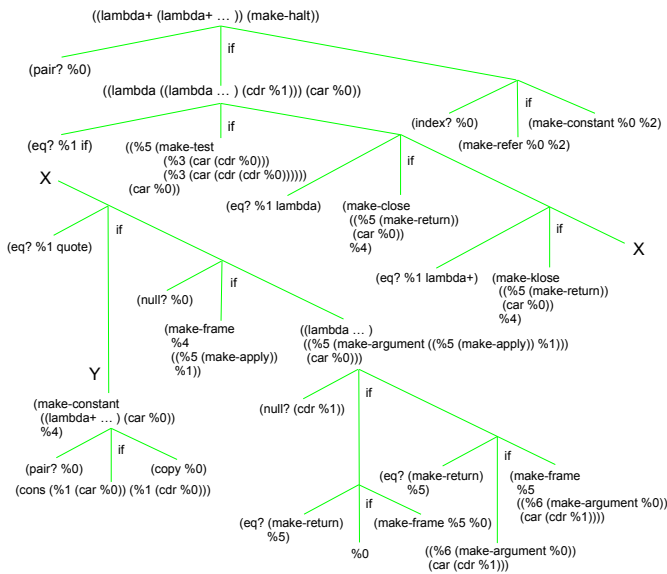 ((lambda+ (lambda+ … )) (make-halt))
if
(pair? %0)
((lambda ((lambda … ) (cdr %1))) (car %0))
if
(index? %0)
(make-constant %0 %2)
(make-refer %0 %2)
if
(eq? %1 if)
((%5 (make-test
(%3 (car (cdr %0)))
(%3 (car (cdr (cdr %0))))))
(car %0))
if
(eq? %1 lambda)
(make-close
((%5 (make-return))
(car %0))
%4)
X
if
(eq? %1 quote)
if
(eq? %1 lambda+)
(make-klose
((%5 (make-return))
(car %0))
%4)
X
if
(null? %0)
(make-frame
%4
((%5 (make-apply))
%1))
((lambda … )
((%5 (make-argument ((%5 (make-apply)) %1)))
(car %0)))
Y
(make-constant
((lambda+ … ) (car %0))
%4)
if
(null? (cdr %1))
if
(pair? %0)
(copy %0)
(cons (%1 (car %0)) (%1 (cdr %0)))
if
(eq? (make-return)
%5)
(make-frame
%5
((%6 (make-argument %0))
(car (cdr %1))))
if
(eq? (make-return)
%5)
(make-frame %5 %0)
%0
((%6 (make-argument %0))
(car (cdr %1)))